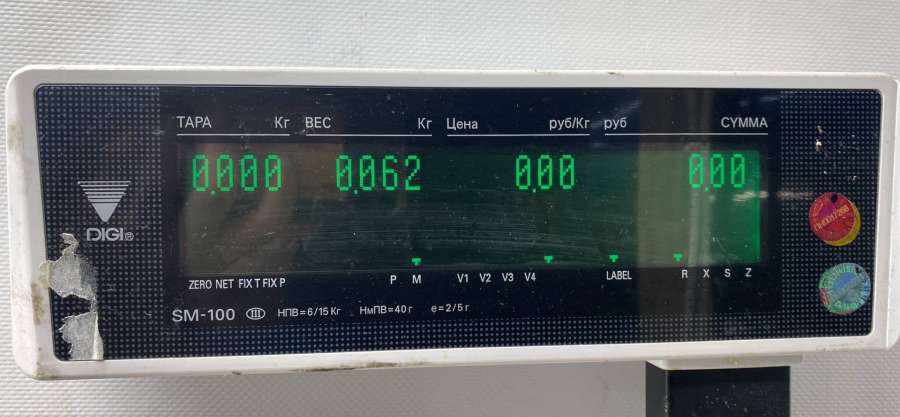 ТАРА Кг ВЕС Кг Цена руб/Кг руб СУММА
0.000 0.062 0.00 0.00
DIGI®
ZERO NET FIX T FIX P P M V1 V2 V3 V4 LABEL R X S Z
SM-100 III НПВ=6/15 Кг НмПВ=40 г e=2/5 г